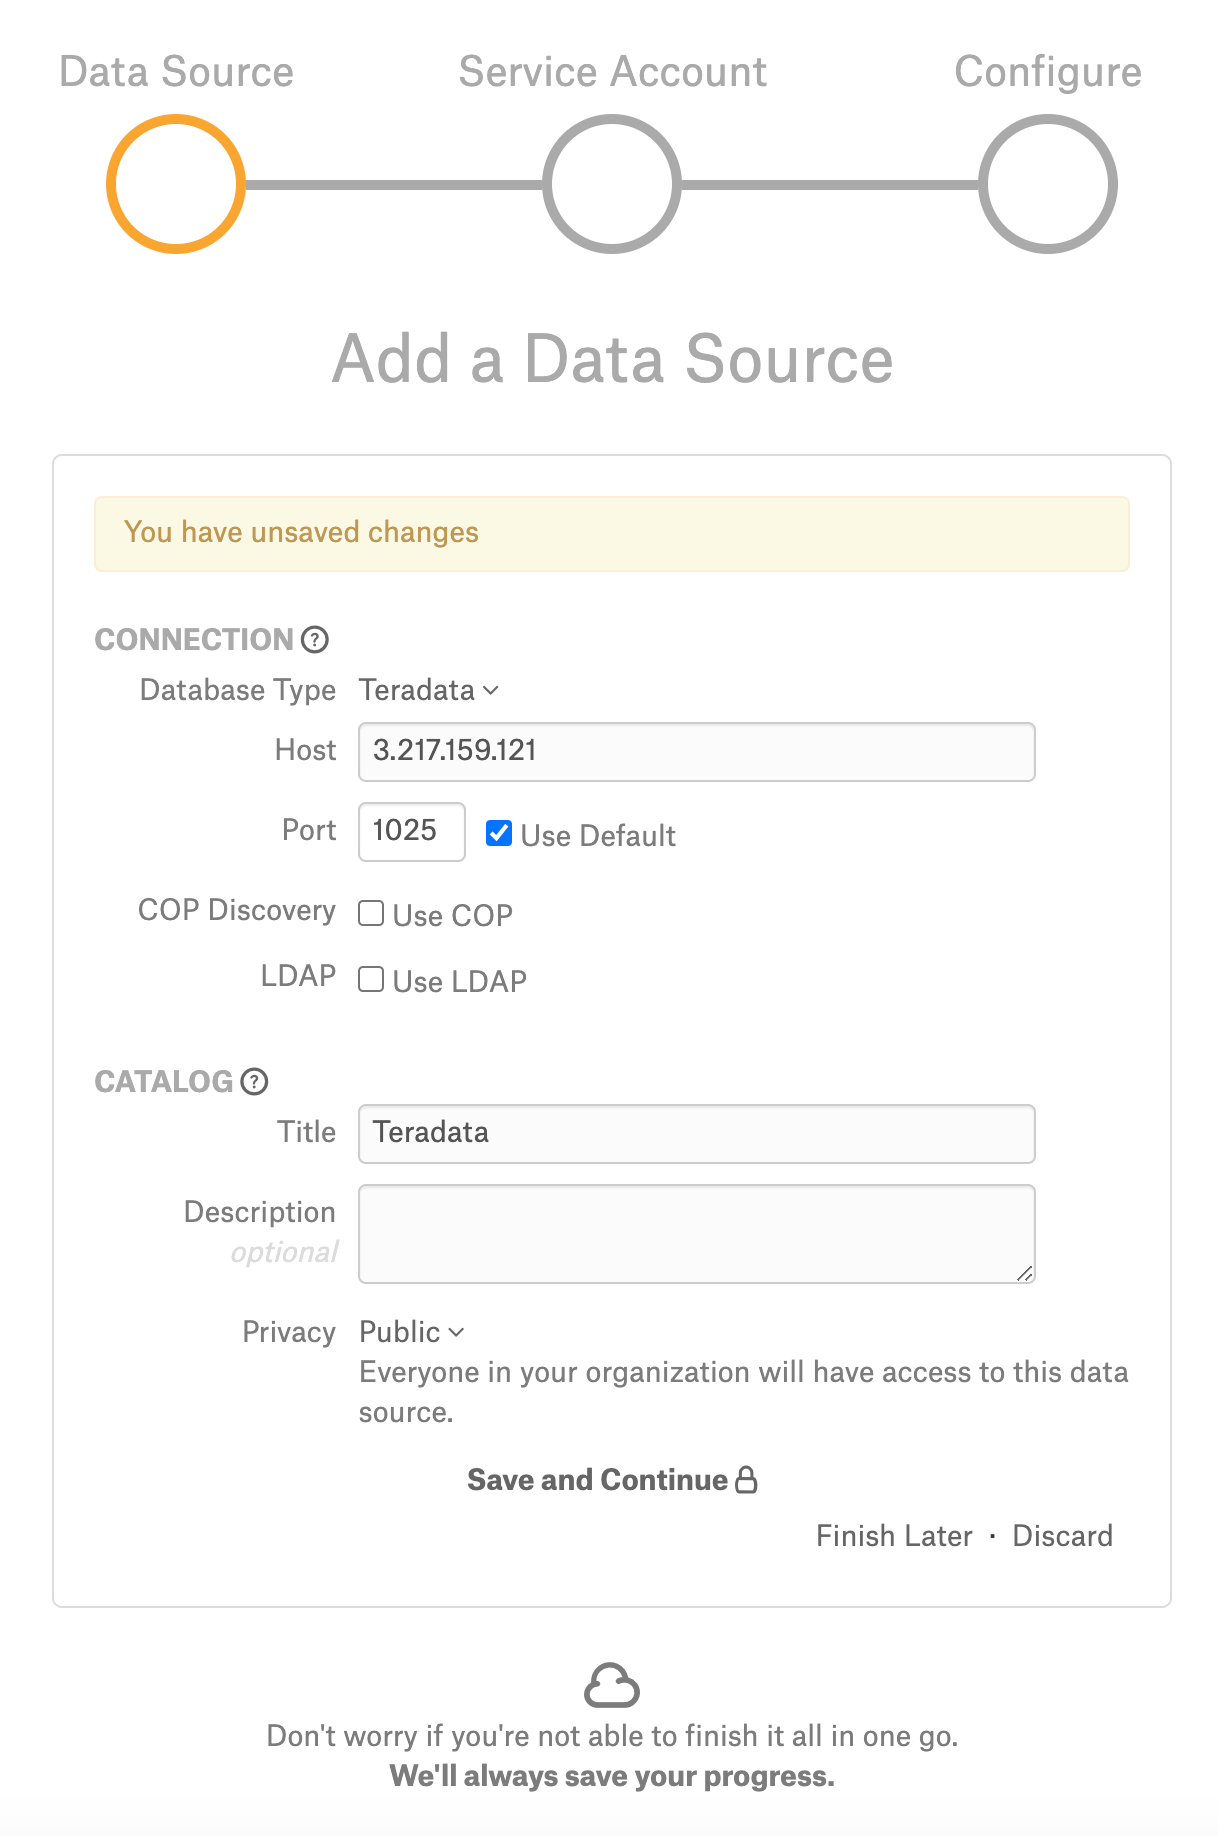 Data Source Service Account Configure
Add a Data Source
You have unsaved changes
CONNECTION ?
Database Type Teradata
Host 3.217.159.121
Port 1025 Use Default
COP Discovery Use COP
LDAP Use LDAP
CATALOG ?
Title Teradata
Description
optional
Privacy Public
Everyone in your organization will have access to this data
source.
Save and Continue
Finish Later · Discard
Don't worry if you're not able to finish it all in one go.
We'll always save your progress.